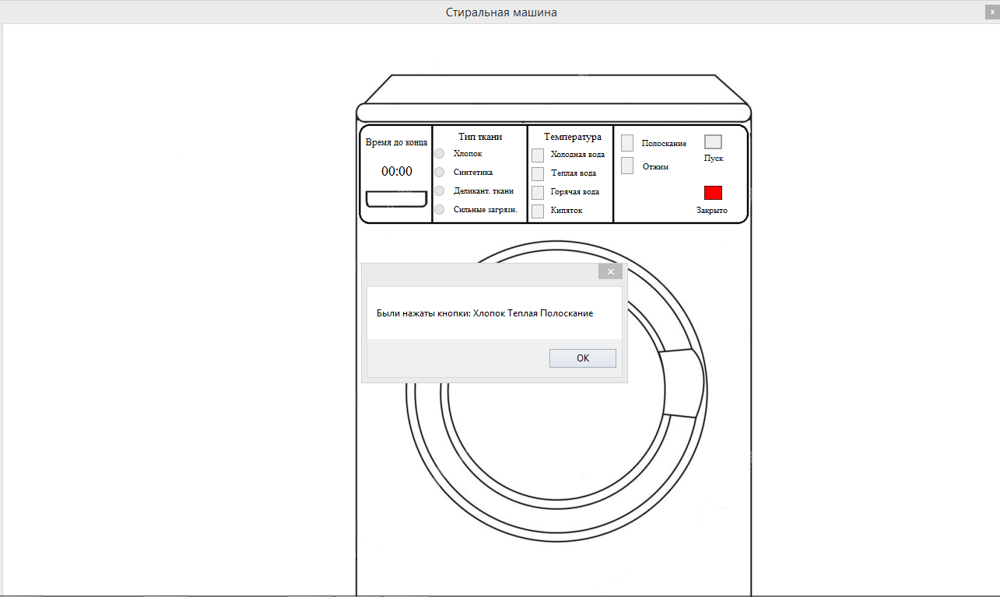 Стиральная машина
x
Время до конца
00:00
Тип ткани
Хлопок
Синтетика
Деликант. ткани
Сильные загрязн.
Температура
Холодная вода
Теплая вода
Горячая вода
Кипяток
Полоскание
Отжим
Пуск
Закрыто
Были нажаты кнопки: Хлопок Теплая Полоскание
OK